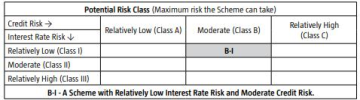 Potential Risk Class (Maximum risk the Scheme can take)
Credit Risk → Relatively Low (Class A) Moderate (Class B) Relatively High (Class C)
Interest Rate Risk ↓
Relatively Low (Class I) B-I
Moderate (Class II)
Relatively High (Class III)
B-I - A Scheme with Relatively Low Interest Rate Risk and Moderate Credit Risk.